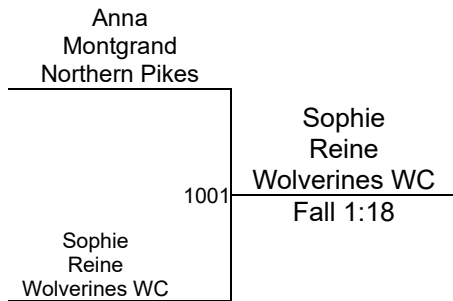 Anna
Montgrand
Northern Pikes
Sophie
Reine
Wolverines WC
Fall 1:18
1001
Sophie
Reine
Wolverines WC